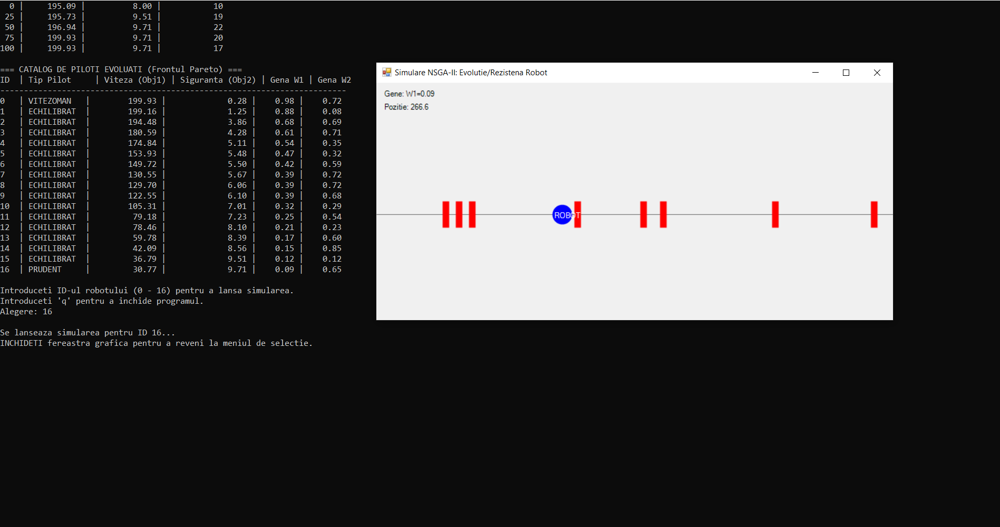 0 | 195.09 | 8.00 | 10
25 | 195.73 | 9.51 | 19
50 | 196.94 | 9.71 | 22
75 | 199.93 | 9.71 | 20
100 | 199.93 | 9.71 | 17
=== CATALOG DE PILOTI EVOLUATI (Frontul Pareto) ===
ID | Tip Pilot | Viteza (Obj1) | Siguranta (Obj2) | Gena W1 | Gena W2
-------------------------------------------------------------------------
0 | VITEZOMAN | 199.93 | 0.28 | 0.98 | 0.72
1 | ECHILIBRAT | 199.16 | 1.25 | 0.88 | 0.08
2 | ECHILIBRAT | 194.48 | 3.86 | 0.68 | 0.69
3 | ECHILIBRAT | 180.59 | 4.28 | 0.61 | 0.71
4 | ECHILIBRAT | 174.84 | 5.11 | 0.54 | 0.35
5 | ECHILIBRAT | 153.93 | 5.48 | 0.47 | 0.32
6 | ECHILIBRAT | 149.72 | 5.50 | 0.42 | 0.59
7 | ECHILIBRAT | 130.55 | 5.67 | 0.39 | 0.72
8 | ECHILIBRAT | 129.70 | 6.06 | 0.39 | 0.72
9 | ECHILIBRAT | 122.55 | 6.10 | 0.39 | 0.68
10 | ECHILIBRAT | 105.31 | 7.01 | 0.32 | 0.29
11 | ECHILIBRAT | 79.18 | 7.23 | 0.25 | 0.54
12 | ECHILIBRAT | 78.46 | 8.10 | 0.21 | 0.23
13 | ECHILIBRAT | 59.78 | 8.39 | 0.17 | 0.60
14 | ECHILIBRAT | 42.09 | 8.56 | 0.15 | 0.85
15 | ECHILIBRAT | 36.79 | 9.51 | 0.12 | 0.12
16 | PRUDENT | 30.77 | 9.71 | 0.09 | 0.65
Introduceti ID-ul robotului (0 - 16) pentru a lansa simularea.
Introduceti 'q' pentru a inchide programul.
Alegere: 16
Se lanseaza simularea pentru ID 16...
INCHIDETI fereastra grafica pentru a reveni la meniul de selectie.
Simulare NSGA-II: Evolutie/Rezistena Robot
Gene: W1=0.09
Pozitie: 266.6
ROBOT